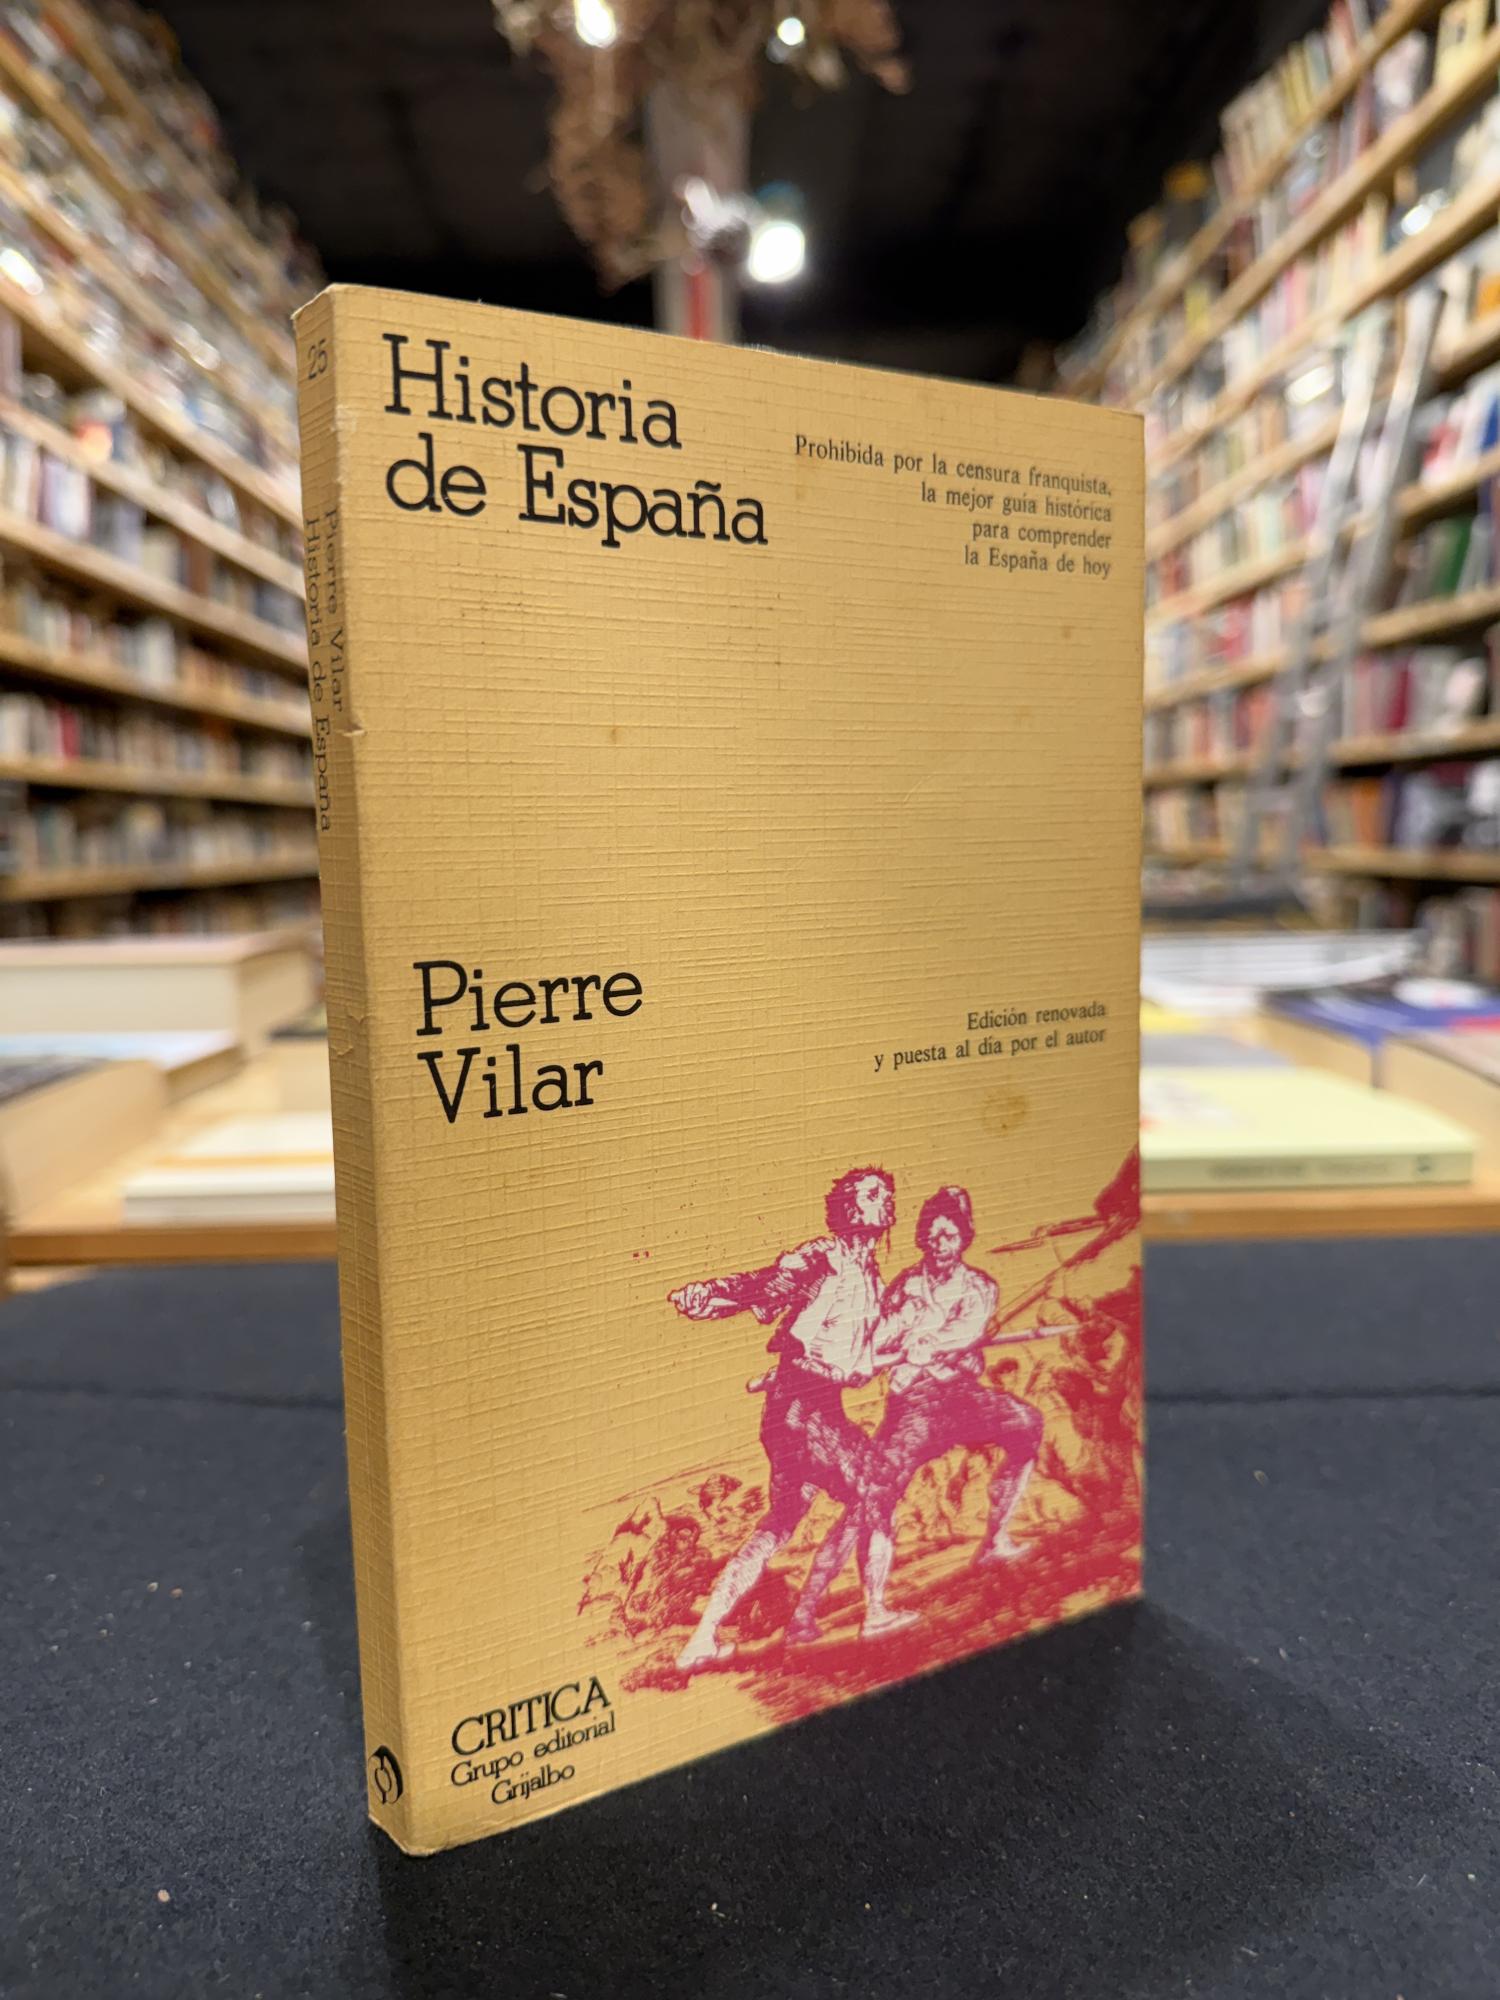 Historia
de España
Prohibida por la censura franquista,
la mejor guía histórica
para comprender
la España de hoy
Pierre
Vilar
Edición renovada
y puesta al día por el autor
CRITICA
Grupo editorial
Grijalbo
25
Pierre Vilar
Historia de España